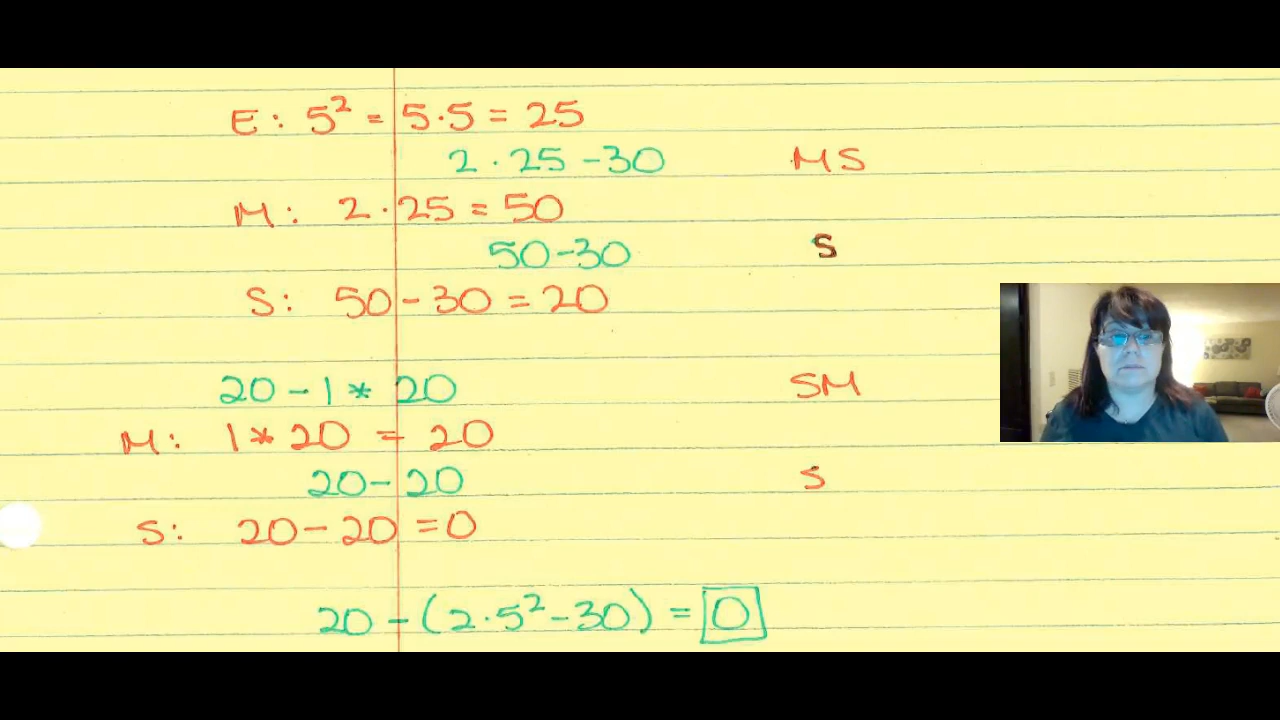 E: 5² = 5·5 = 25
2·25 -30 MS
M: 2·25 = 50
50-30 S
S: 50-30 = 20
20-1* 20 SM
M: 1* 20 = 20
20-20 S
S: 20-20 =0
20-(2·5²-30) = 0